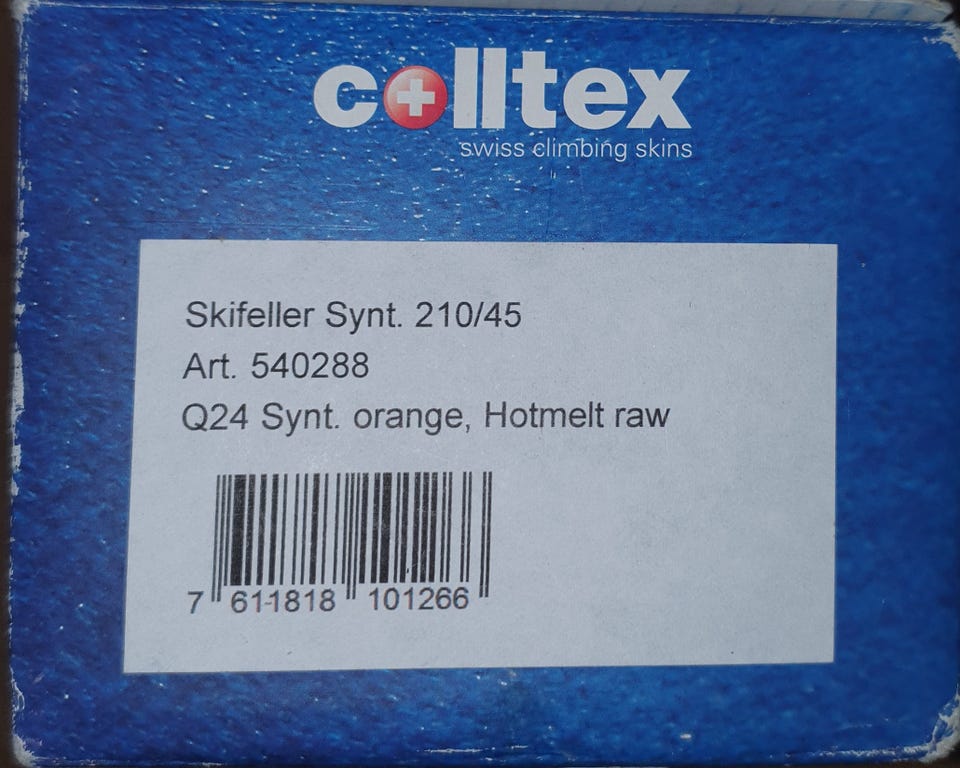 colltex
swiss climbing skins
Skifeller Synt. 210/45
Art. 540288
Q24 Synt. orange, Hotmelt raw
7 611818 101266